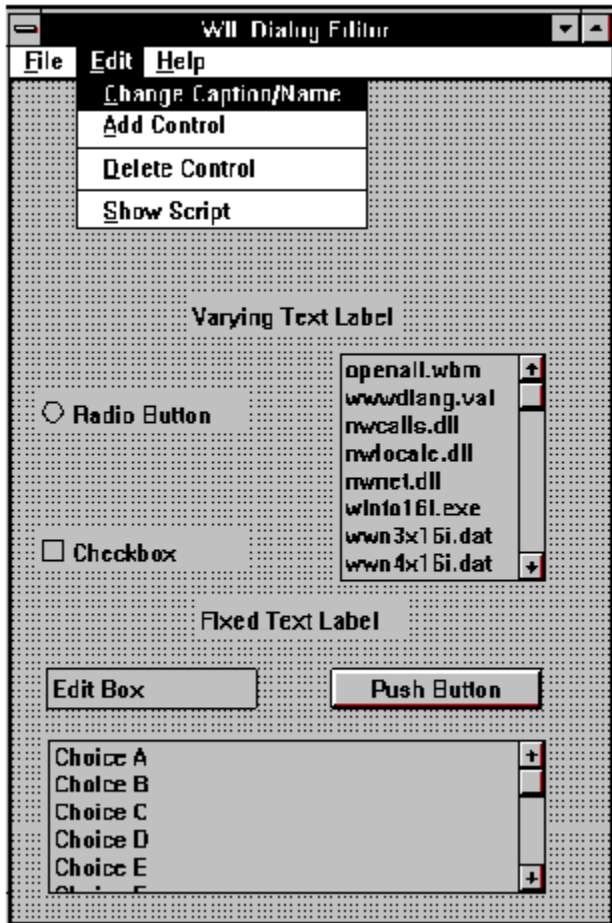 WIL Dialog Editor
File Edit Help
Change Caption/Name
Add Control
Delete Control
Show Script
Varying Text Label
openall.wbm
wwwdlang.val
Radio Button
nwcalls.dll
nwlocale.dll
nwnet.dll
winfo16i.exe
wwn3x16i.dat
Checkbox
wwn4x16i.dat
Fixed Text Label
Edit Box Push Button
Choice A
Choice B
Choice C
Choice D
Choice E